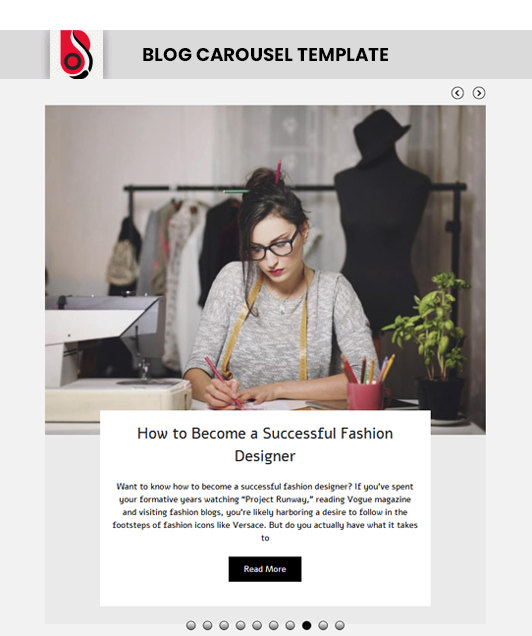 BLOG CAROUSEL TEMPLATE
How to Become a Successful Fashion
Designer
Want to know how to become a successful fashion designer? If you've spent
your formative years watching "Project Runway," reading Vogue magazine
and visiting fashion blogs, you're likely harboring a desire to follow in the
footsteps of fashion icons like Versace. But do you actually have what it takes
to
Read More